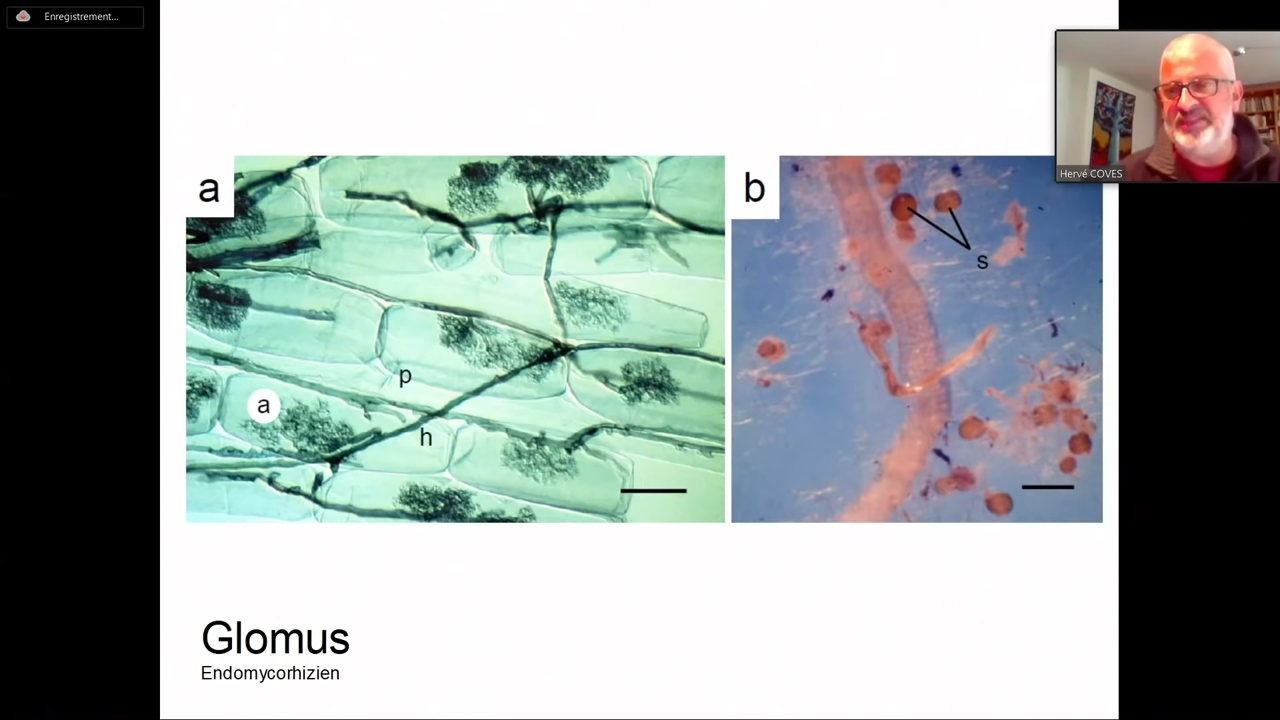 Enregistrement...
Hervé COVES
a
b
s
p
a
h
Glomus
Endomycorhizien